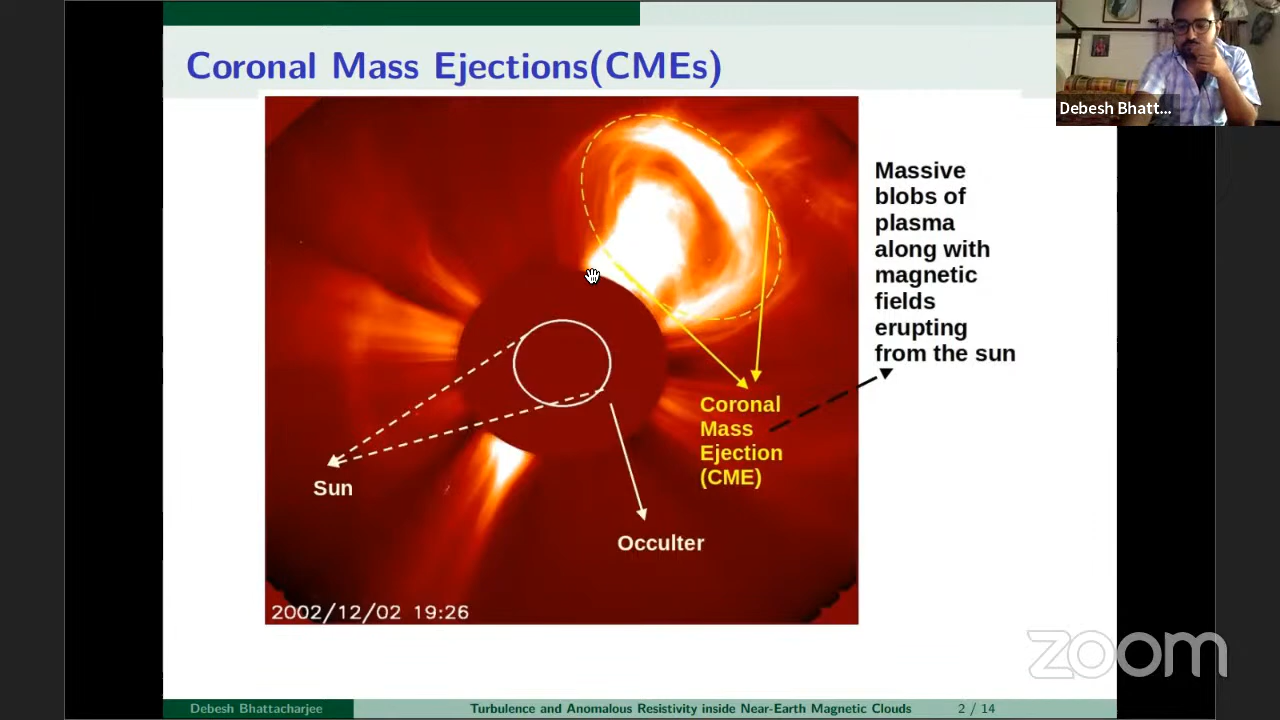 Coronal Mass Ejections(CMEs)
Debesh Bhatt...
Massive
blobs of
plasma
along with
magnetic
fields
erupting
from the sun
Coronal
Mass
Ejection
(CME)
Sun
Occulter
2002/12/02 19:26
zoom
Debesh Bhattacharjee
Turbulence and Anomalous Resistivity inside Near-Earth Magnetic Clouds
2 / 14